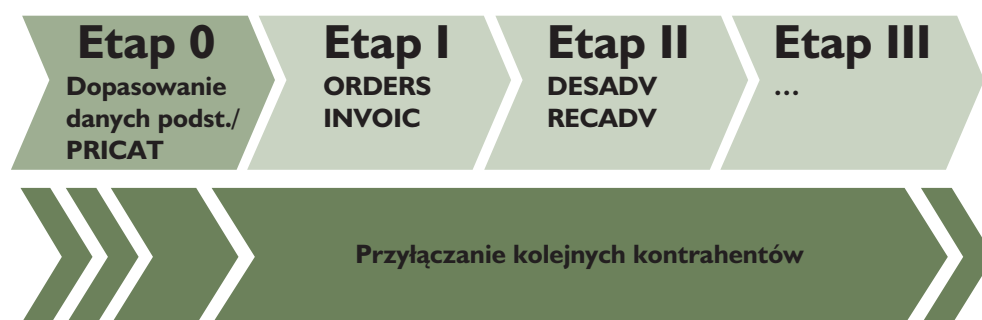 Etap 0
Dopasowanie
danych podst./
PRICAT
Etap I
ORDERS
INVOIC
Etap II
DESADV
RECADV
Etap III
...
Przyłączanie kolejnych kontrahentów